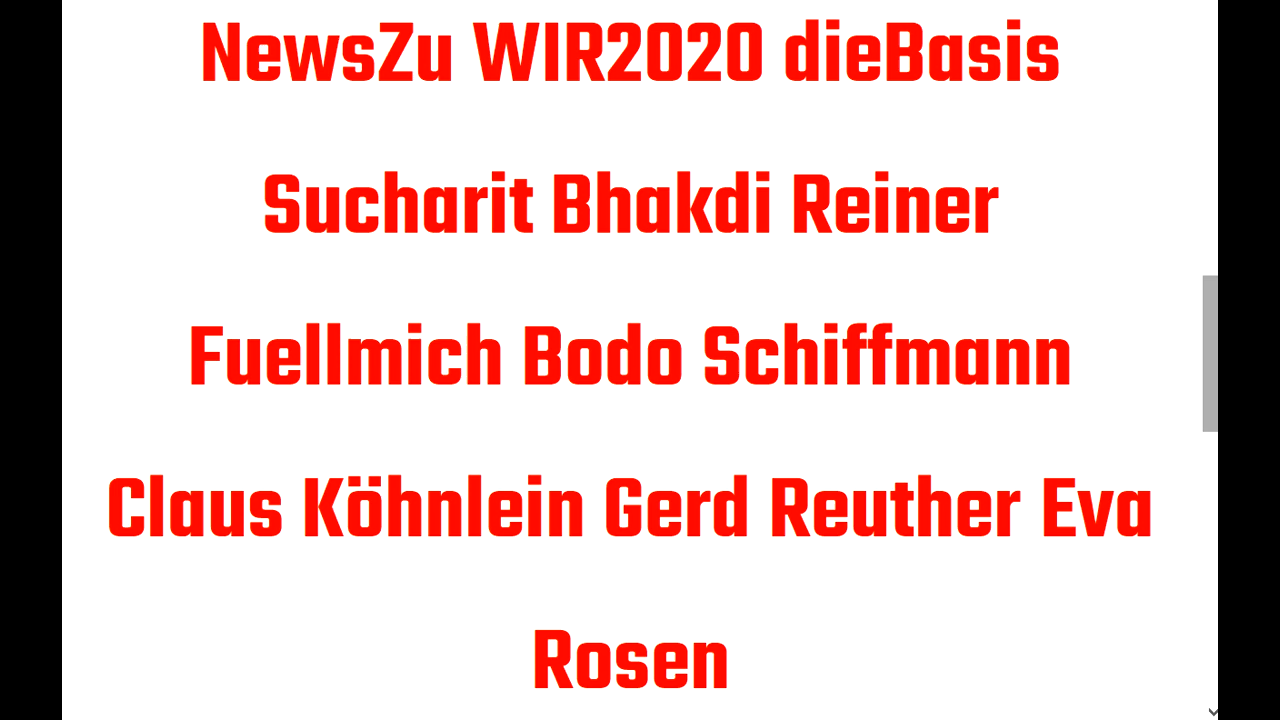 NewsZu WIR2020 dieBasis
Sucharit Bhakdi Reiner
Fuellmich Bodo Schiffmann
Claus Köhnlein Gerd Reuther Eva
Rosen